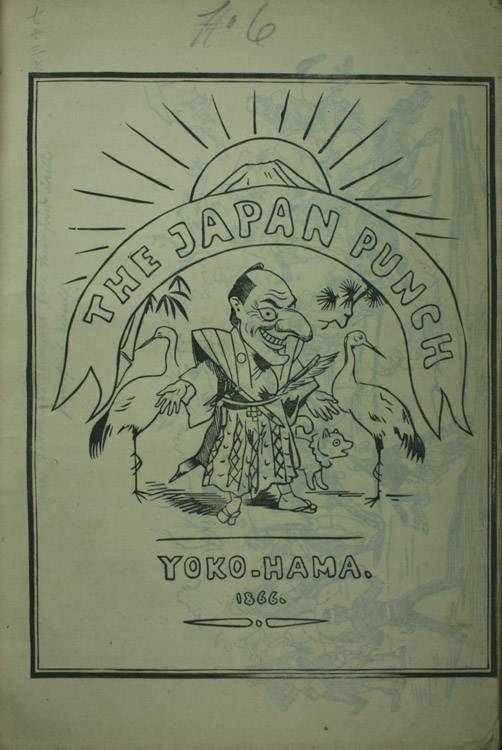 No 6
THE JAPAN PUNCH
YOKO-HAMA.
1866.